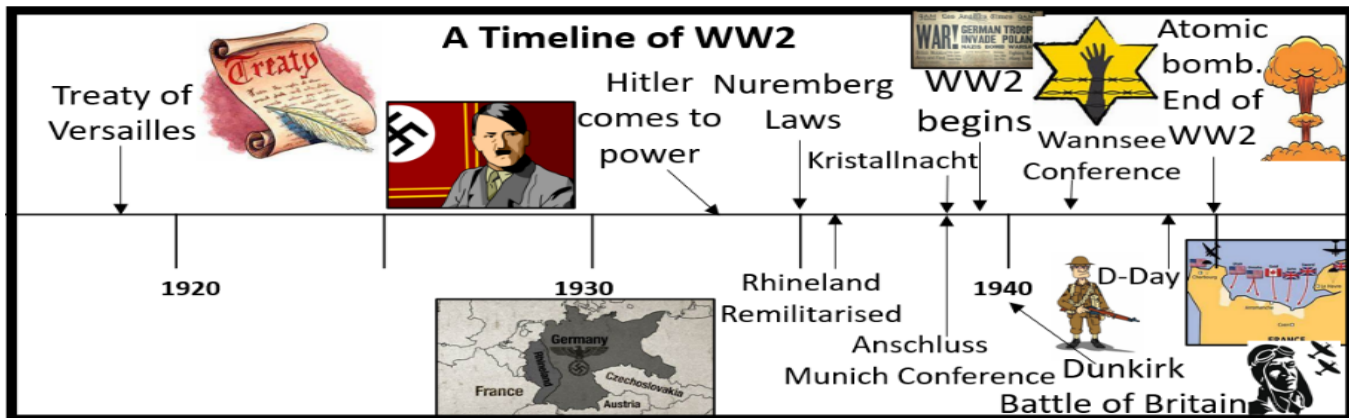 A Timeline of WW2
Treaty of
Versailles
Treaty
Hitler
comes to
power
Nuremberg
Laws
Kristallnacht
WAR! GERMAN TROOPS
INVADE POLAND
WW2
begins
Wannsee
Conference
Atomic
bomb.
End of
WW2
1920
1930
1940
Rhineland
Remilitarised
Anschluss
Munich Conference
Dunkirk
Battle of Britain
D-Day
Germany
Rhineland
France
Czechoslovakia
Austria
FRANCE